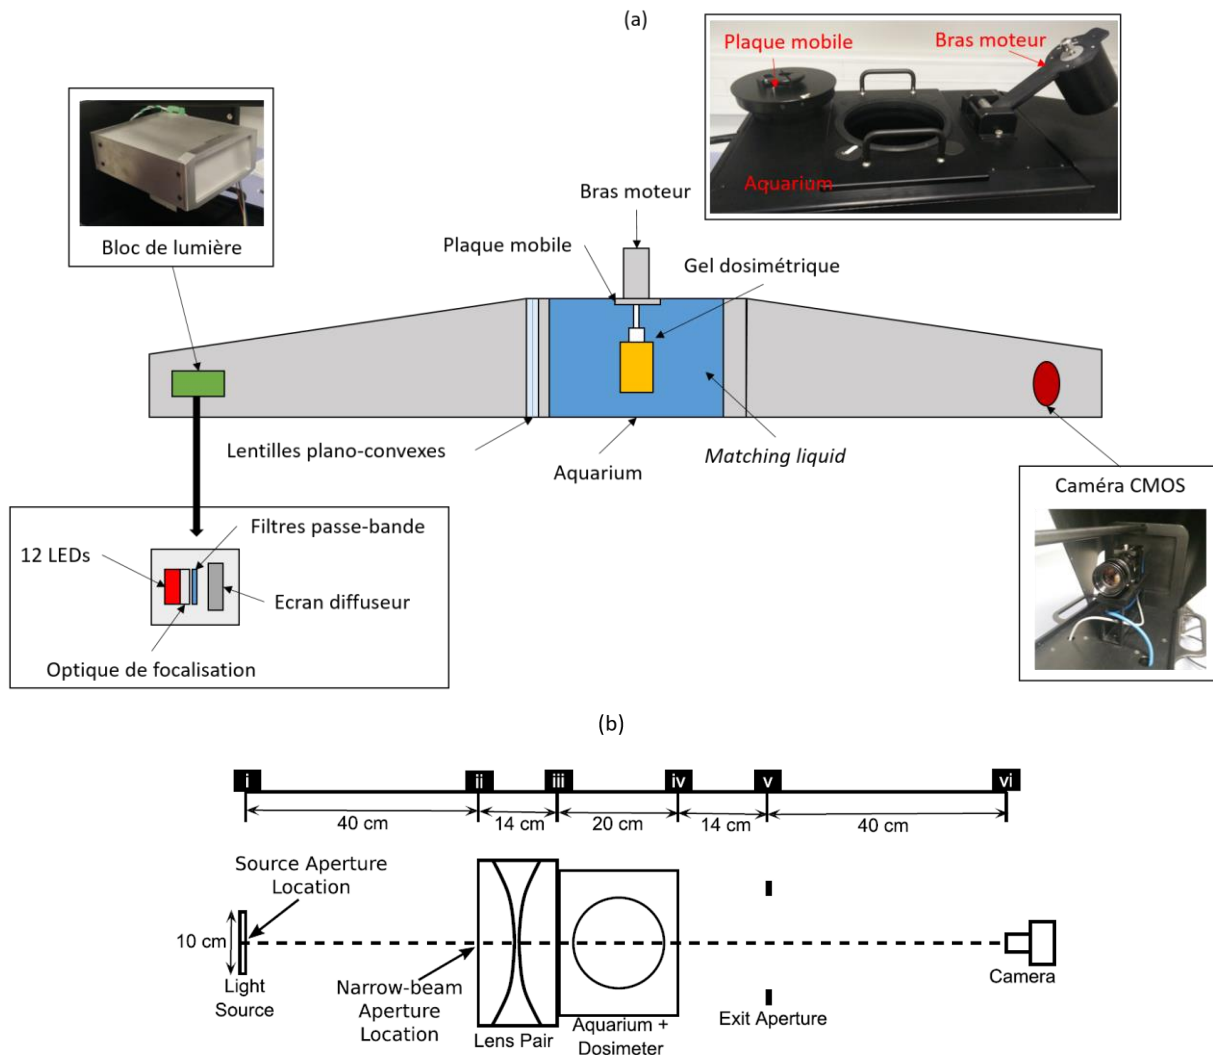 (a)
Plaque mobile
Bras moteur
Aquarium
Bloc de lumière
Bras moteur
Plaque mobile
Gel dosimétrique
Lentilles plano-convexes
Aquarium
Matching liquid
Caméra CMOS
12 LEDs
Filtres passe-bande
Ecran diffuseur
Optique de focalisation
(b)
i ii iii iv v vi
40 cm 14 cm 20 cm 14 cm 40 cm
Source Aperture
Location
10 cm
Light
Source
Narrow-beam
Aperture
Location
Lens Pair
Aquarium +
Dosimeter
Exit Aperture
Camera